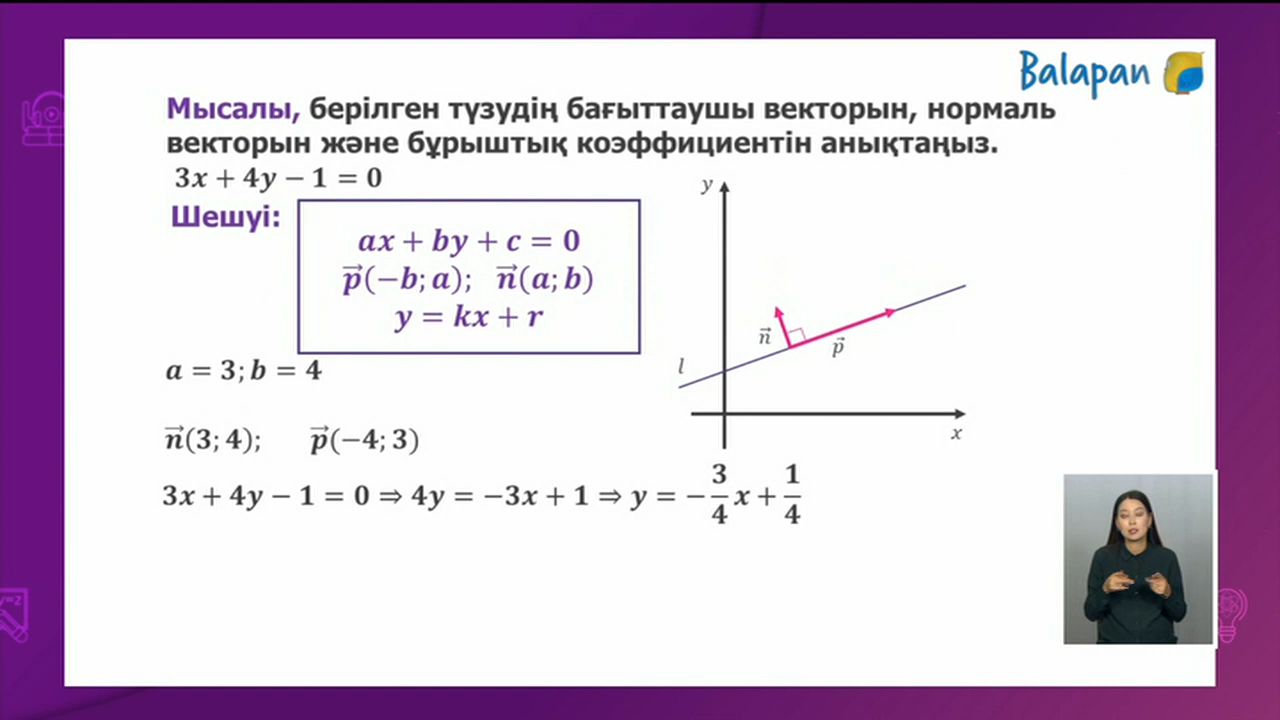 Balapan
Мысалы, берілген түзудің бағыттаушы векторын, нормаль
векторын және бұрыштық коэффициентін анықтаңыз.
3x + 4y − 1 = 0
Шешуі:
ax + by + c = 0
p⃗(−b; a); n⃗(a; b)
y = kx + r
y
n⃗
p⃗
l
x
a = 3; b = 4
n⃗(3; 4); p⃗(−4; 3)
3x + 4y − 1 = 0 ⇒ 4y = −3x + 1 ⇒ y = −3/4 x + 1/4